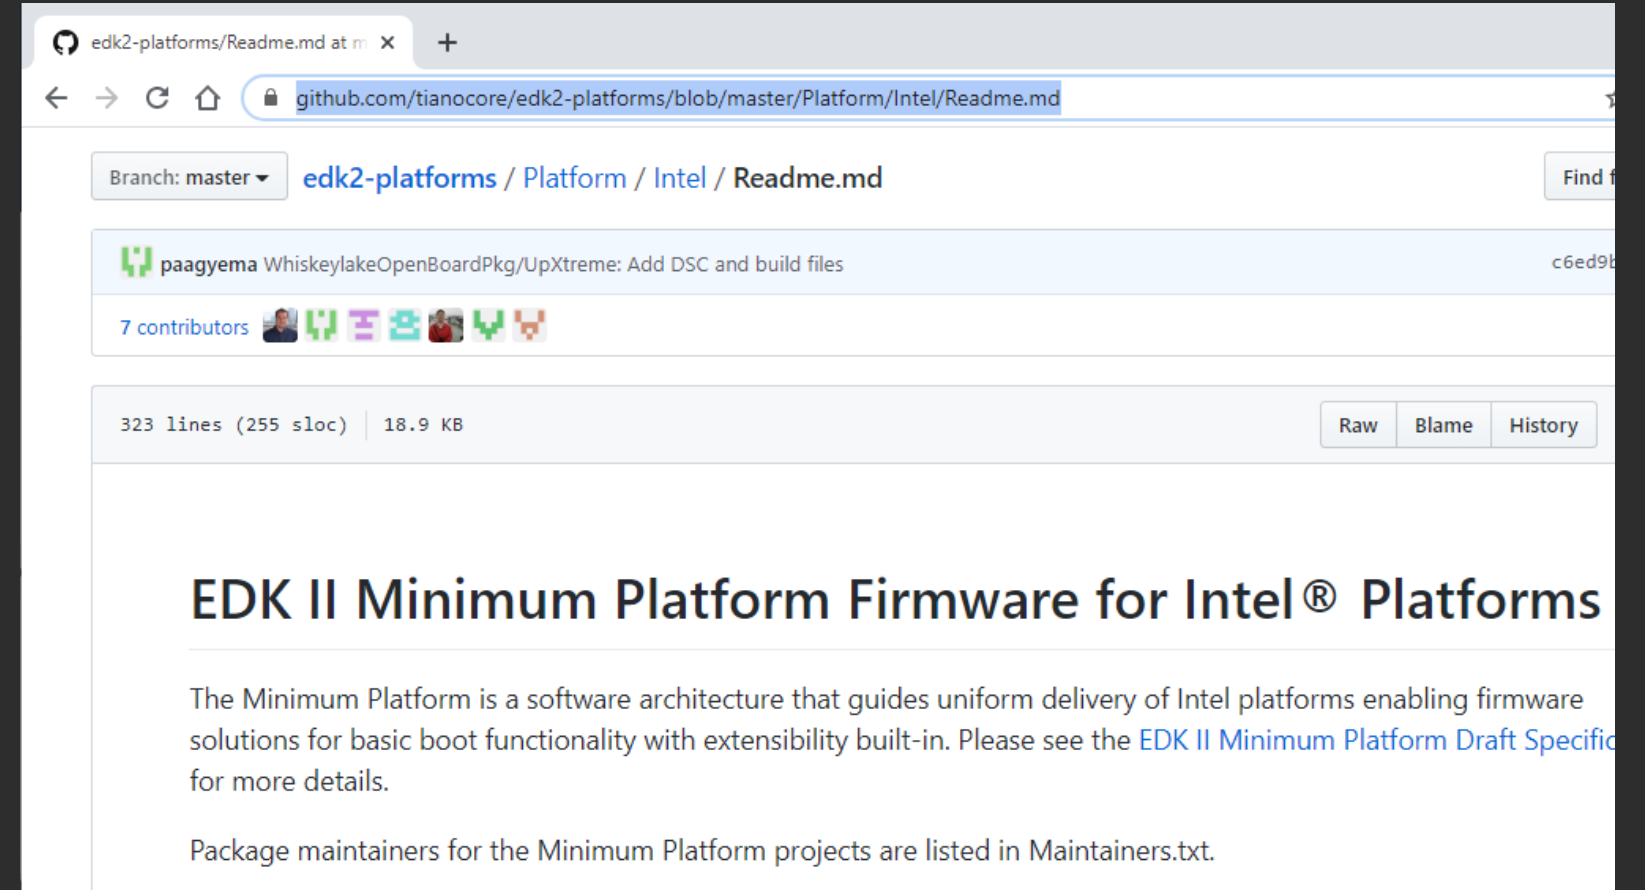 edk2-platforms/Readme.md at m
github.com/tianocore/edk2-platforms/blob/master/Platform/Intel/Readme.md
Branch: master edk2-platforms / Platform / Intel / Readme.md Find f
paagyema WhiskeylakeOpenBoardPkg/UpXtreme: Add DSC and build files c6ed9b
7 contributors
323 lines (255 sloc) 18.9 KB Raw Blame History
EDK II Minimum Platform Firmware for Intel® Platforms
The Minimum Platform is a software architecture that guides uniform delivery of Intel platforms enabling firmware
solutions for basic boot functionality with extensibility built-in. Please see the EDK II Minimum Platform Draft Specific
for more details.
Package maintainers for the Minimum Platform projects are listed in Maintainers.txt.